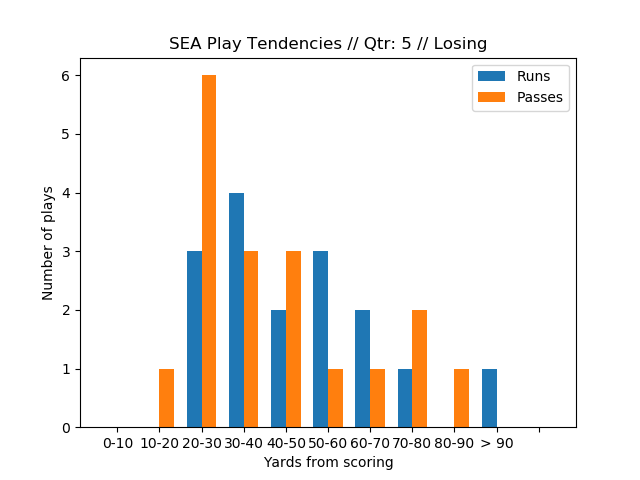 SEA Play Tendencies // Qtr: 5 // Losing
Runs
Passes
Number of plays
6
5
4
3
2
1
0
0-10 10-20 20-30 30-40 40-50 50-60 60-70 70-80 80-90 > 90
Yards from scoring